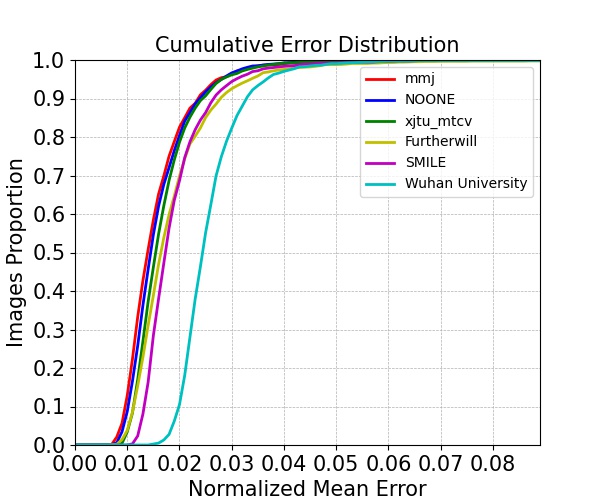 Cumulative Error Distribution
1.0
0.9
0.8
0.7
0.6
0.5
0.4
0.3
0.2
0.1
0.0
Images Proportion
mmj
NOONE
xjtu_mtcv
Furtherwill
SMILE
Wuhan University
0.00 0.01 0.02 0.03 0.04 0.05 0.06 0.07 0.08
Normalized Mean Error